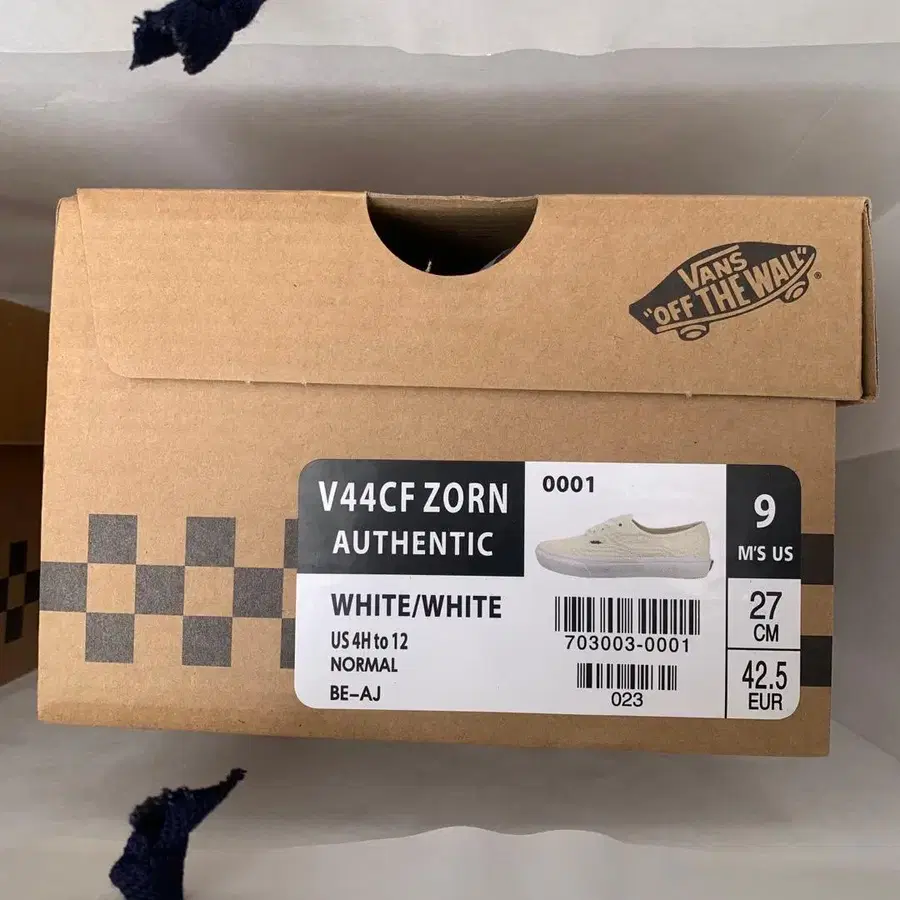 VANS
"OFF THE WALL"
®
V44CF ZORN
AUTHENTIC
0001
9
M'S US
WHITE/WHITE
US 4H to 12
NORMAL
BE-AJ
703003-0001
023
27
CM
42.5
EUR